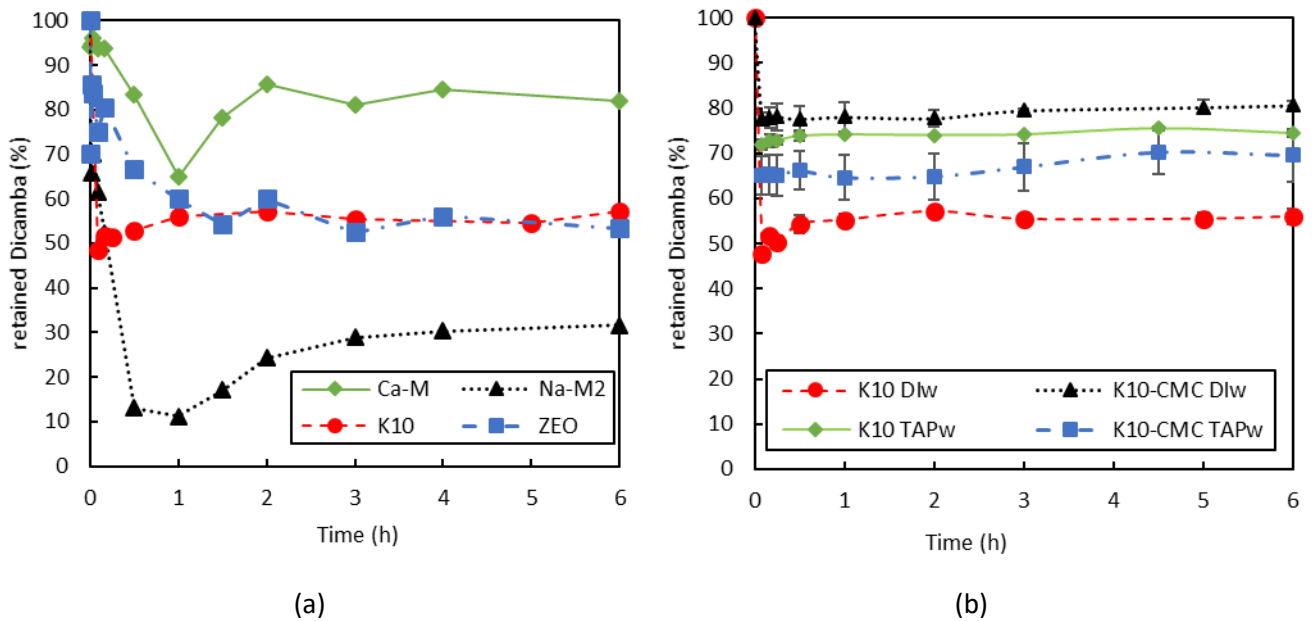 100
90
80
70
60
50
40
30
20
10
0
retained Dicamba (%)
Ca-M
Na-M2
K10
ZEO
0 1 2 3 4 5 6
Time (h)
(a)
100
90
80
70
60
50
40
30
20
10
0
retained Dicamba (%)
K10 DIw
K10-CMC DIw
K10 TAPw
K10-CMC TAPw
0 1 2 3 4 5 6
Time (h)
(b)